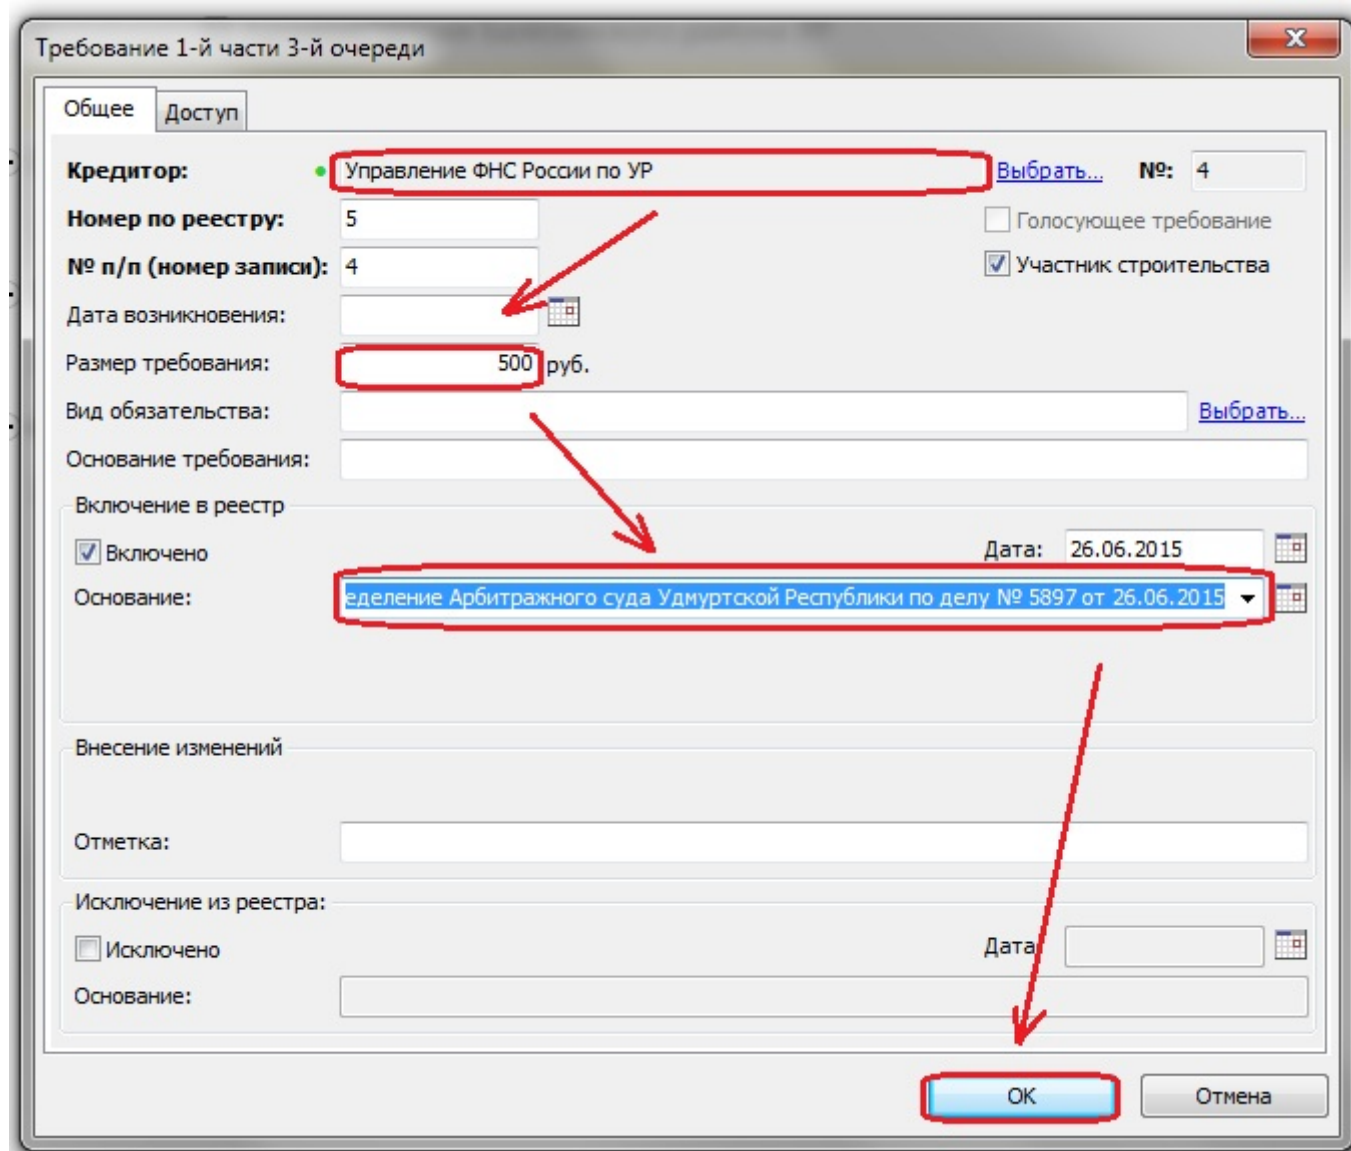 Требование 1-й части 3-й очереди
Общее Доступ
Кредитор: Управление ФНС России по УР Выбрать... №: 4
Номер по реестру: 5 Голосующее требование
№ п/п (номер записи): 4 Участник строительства
Дата возникновения:
Размер требования: 500 руб.
Вид обязательства: Выбрать...
Основание требования:
Включение в реестр
Включено Дата: 26.06.2015
Основание: еделение Арбитражного суда Удмуртской Республики по делу № 5897 от 26.06.2015
Внесение изменений
Отметка:
Исключение из реестра:
Исключено Дата:
Основание:
OK Отмена